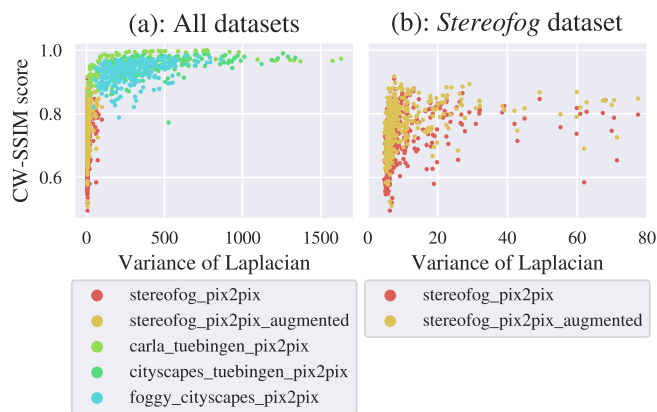 (a): All datasets
(b): Stereofog dataset
CW-SSIM score
1.0
0.8
0.6
0 500 1000 1500
0 20 40 60 80
Variance of Laplacian
Variance of Laplacian
stereofog_pix2pix
stereofog_pix2pix_augmented
carla_tuebingen_pix2pix
cityscapes_tuebingen_pix2pix
foggy_cityscapes_pix2pix
stereofog_pix2pix
stereofog_pix2pix_augmented